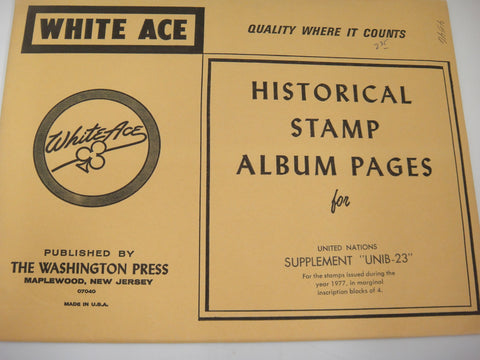 WHITE ACE
QUALITY WHERE IT COUNTS
White Ace
HISTORICAL
STAMP
ALBUM PAGES
for
UNITED NATIONS
SUPPLEMENT "UNIB-23"
For the stamps issued during the
year 1977, in marginal
inscription blocks of 4.
PUBLISHED BY
THE WASHINGTON PRESS
MAPLEWOOD, NEW JERSEY
07040
MADE IN U.S.A.